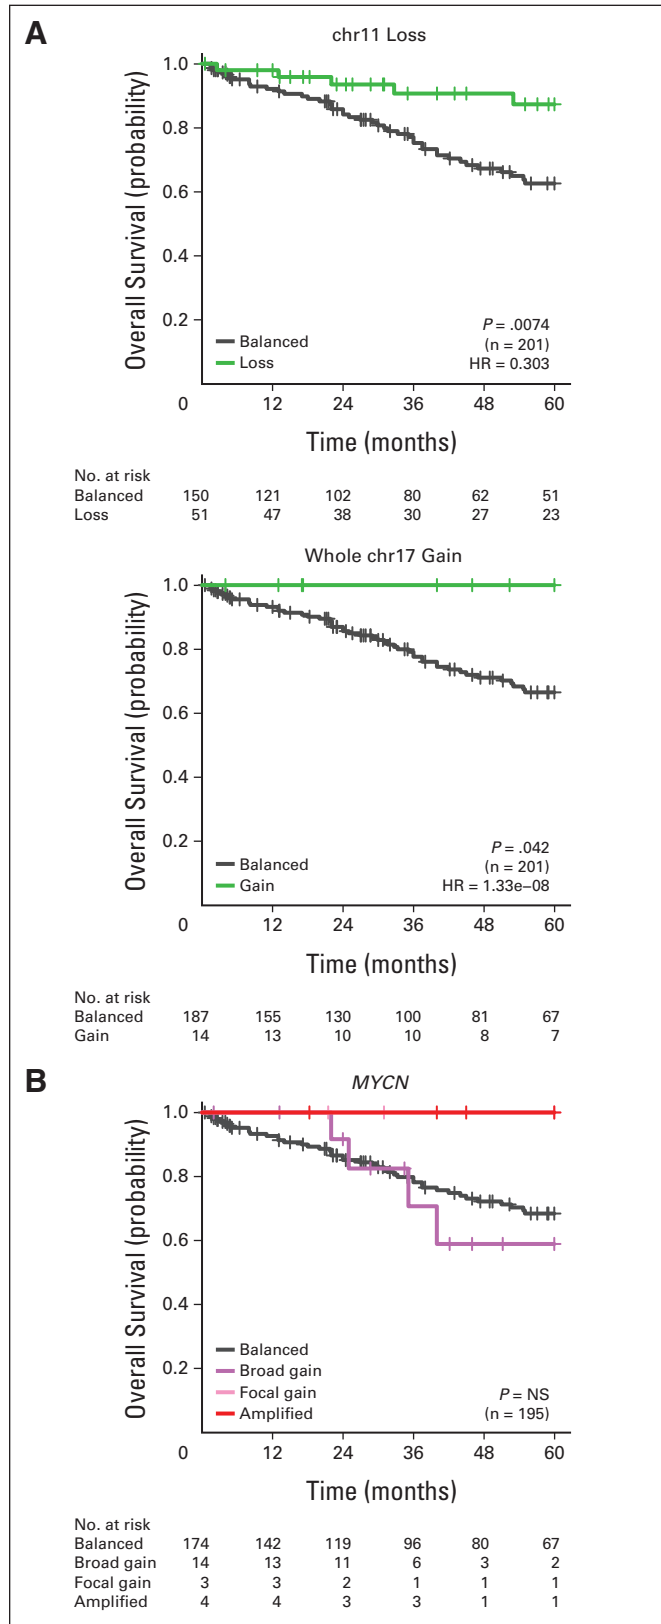 A
chr11 Loss
Overall Survival (probability)
1.0
0.8
0.6
0.4
0.2
Balanced
Loss
P = .0074
(n = 201)
HR = 0.303
0 12 24 36 48 60
Time (months)
No. at risk
Balanced 150 121 102 80 62 51
Loss 51 47 38 30 27 23
Whole chr17 Gain
Overall Survival (probability)
1.0
0.8
0.6
0.4
0.2
Balanced
Gain
P = .042
(n = 201)
HR = 1.33e–08
0 12 24 36 48 60
Time (months)
No. at risk
Balanced 187 155 130 100 81 67
Gain 14 13 10 10 8 7
B
MYCN
Overall Survival (probability)
1.0
0.8
0.6
0.4
0.2
Balanced
Broad gain
Focal gain
Amplified
P = NS
(n = 195)
0 12 24 36 48 60
Time (months)
No. at risk
Balanced 174 142 119 96 80 67
Broad gain 14 13 11 6 3 2
Focal gain 3 3 2 1 1 1
Amplified 4 4 3 3 1 1